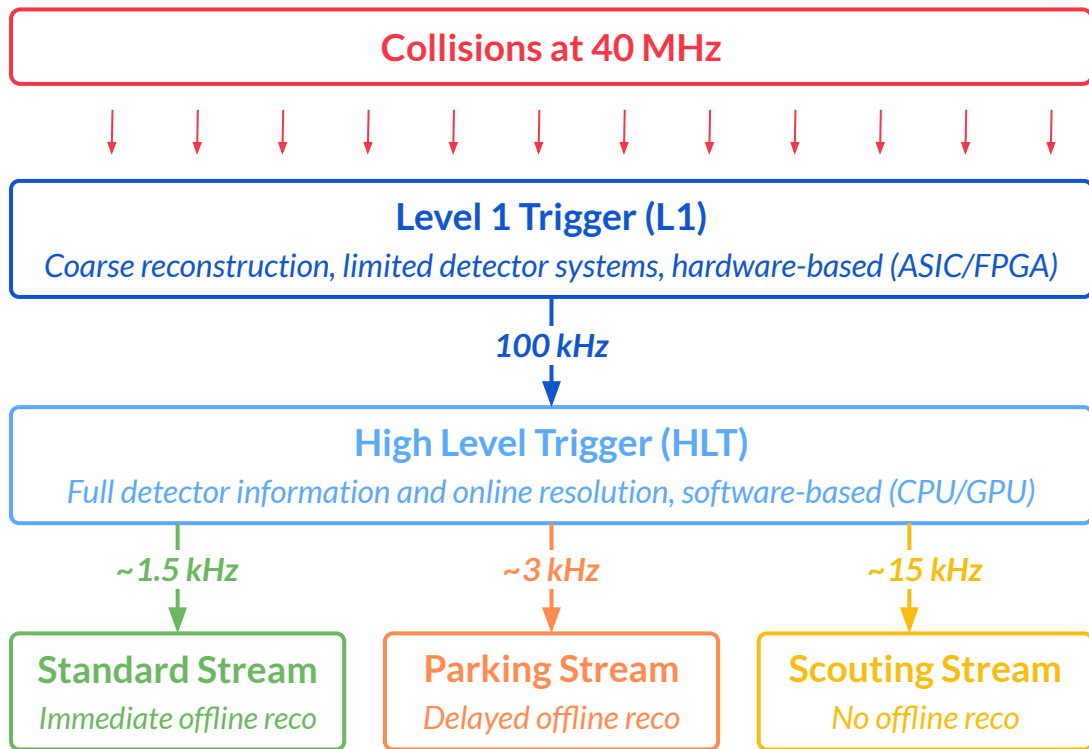 Collisions at 40 MHz
Level 1 Trigger (L1)
Coarse reconstruction, limited detector systems, hardware-based (ASIC/FPGA)
100 kHz
High Level Trigger (HLT)
Full detector information and online resolution, software-based (CPU/GPU)
~1.5 kHz
~3 kHz
~15 kHz
Standard Stream
Immediate offline reco
Parking Stream
Delayed offline reco
Scouting Stream
No offline reco